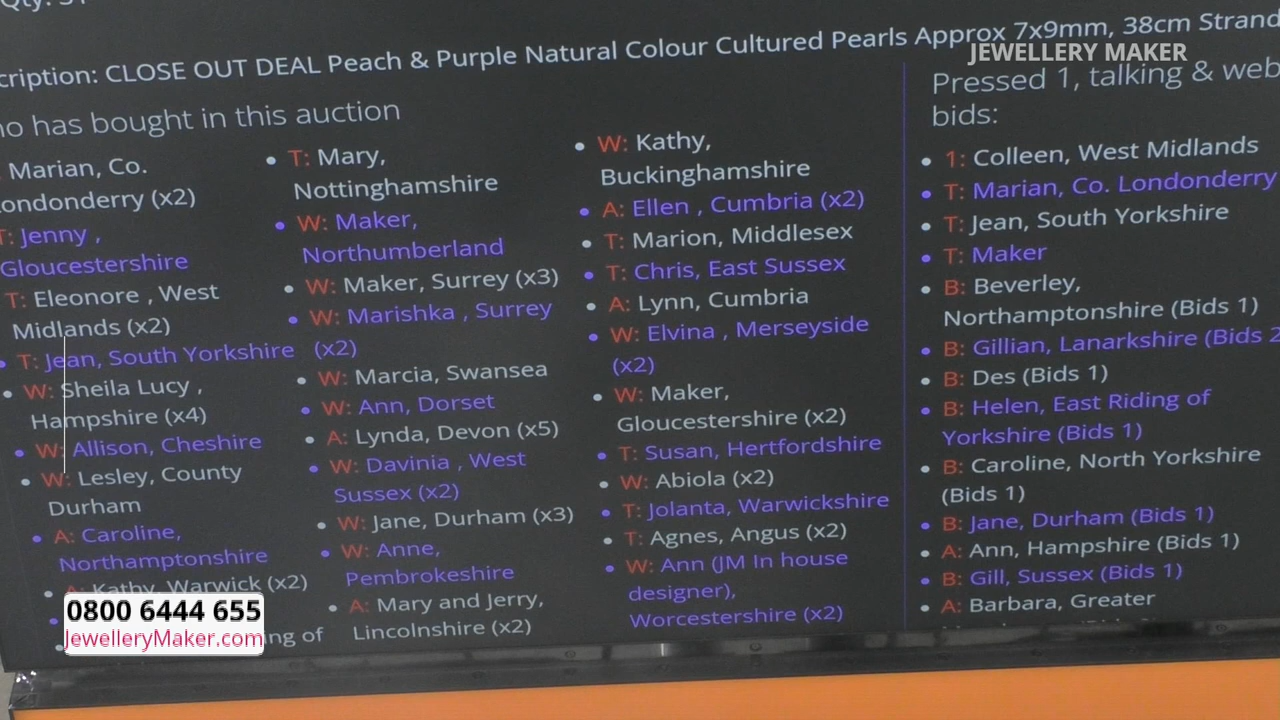 Qty:
cription: CLOSE OUT DEAL Peach & Purple Natural Colour Cultured Pearls Approx 7x9mm, 38cm Strand
JEWELLERY MAKER
ho has bought in this auction
Marian, Co.
ondonderry (x2)
T: Jenny ,
Gloucestershire
T: Eleonore , West
Midlands (x2)
T: Jean, South Yorkshire
W: Sheila Lucy ,
Hampshire (x4)
W: Allison, Cheshire
W: Lesley, County
Durham
A: Caroline,
Northamptonshire
A: Kathy, Warwick (x2)
ing of
T: Mary,
Nottinghamshire
W: Maker,
Northumberland
W: Maker, Surrey (x3)
W: Marishka , Surrey
(x2)
W: Marcia, Swansea
W: Ann, Dorset
A: Lynda, Devon (x5)
W: Davinia , West
Sussex (x2)
W: Jane, Durham (x3)
W: Anne,
Pembrokeshire
A: Mary and Jerry,
Lincolnshire (x2)
W: Kathy,
Buckinghamshire
A: Ellen , Cumbria (x2)
T: Marion, Middlesex
T: Chris, East Sussex
A: Lynn, Cumbria
W: Elvina , Merseyside
(x2)
W: Maker,
Gloucestershire (x2)
T: Susan, Hertfordshire
W: Abiola (x2)
T: Jolanta, Warwickshire
T: Agnes, Angus (x2)
W: Ann (JM In house
designer),
Worcestershire (x2)
Pressed 1, talking & web
bids:
1: Colleen, West Midlands
T: Marian, Co. Londonderry
T: Jean, South Yorkshire
T: Maker
B: Beverley,
Northamptonshire (Bids 1)
B: Gillian, Lanarkshire (Bids 2
B: Des (Bids 1)
B: Helen, East Riding of
Yorkshire (Bids 1)
B: Caroline, North Yorkshire
(Bids 1)
B: Jane, Durham (Bids 1)
A: Ann, Hampshire (Bids 1)
B: Gill, Sussex (Bids 1)
A: Barbara, Greater
0800 6444 655
JewelleryMaker.com